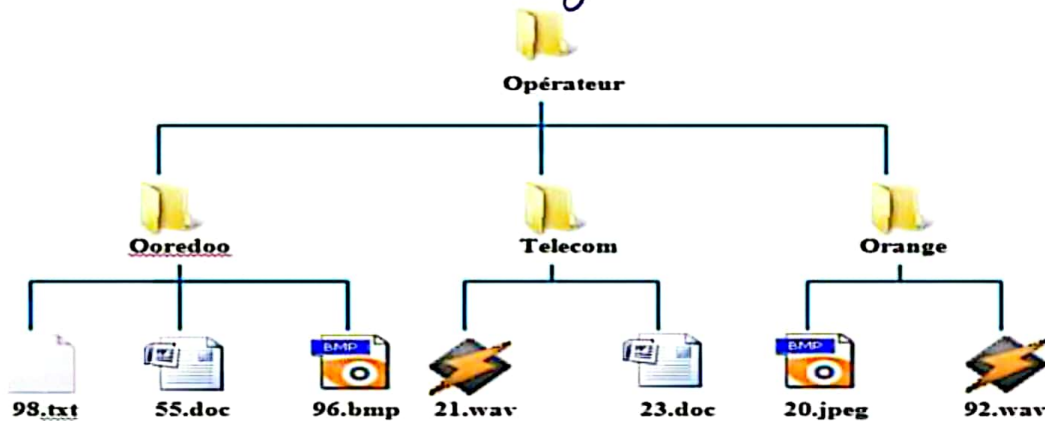 Opérateur
Ooredoo Telecom Orange
BMP BMP
98.txt 55.doc 96.bmp 21.wav 23.doc 20.jpeg 92.wav